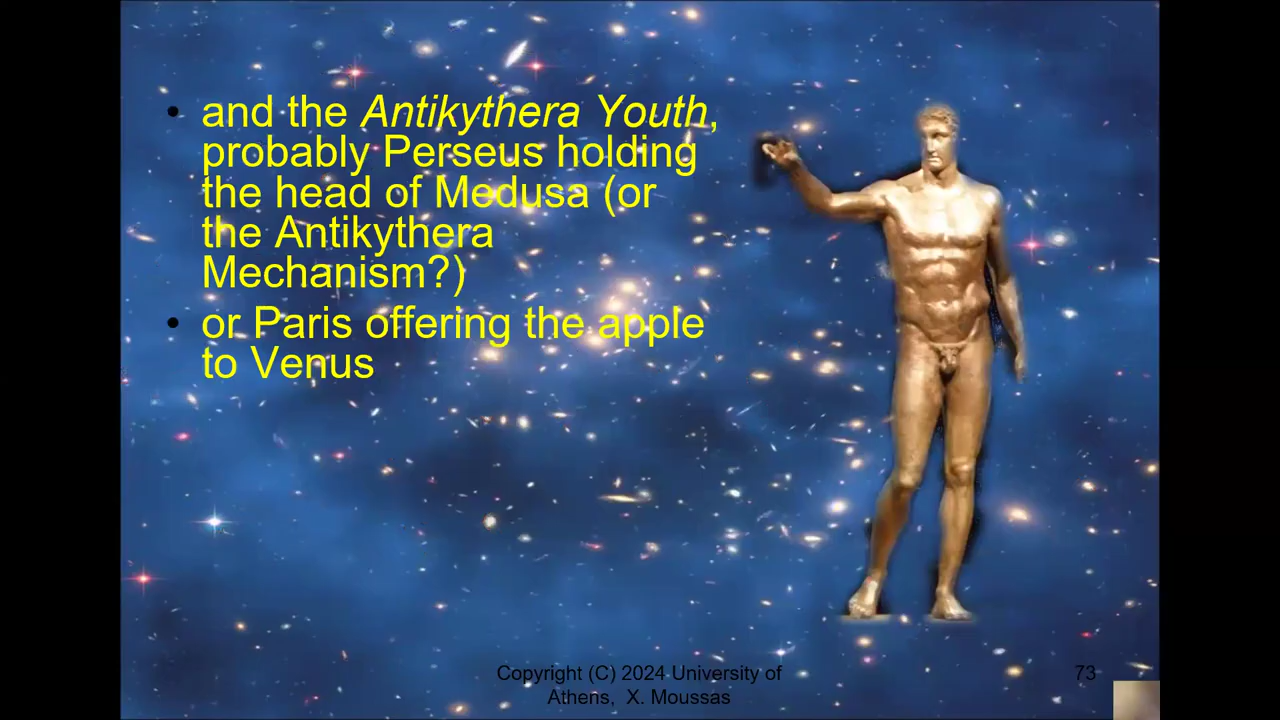 • and the Antikythera Youth,
probably Perseus holding
the head of Medusa (or
the Antikythera
Mechanism?)
• or Paris offering the apple
to Venus
Copyright (C) 2024 University of
Athens, X. Moussas
73